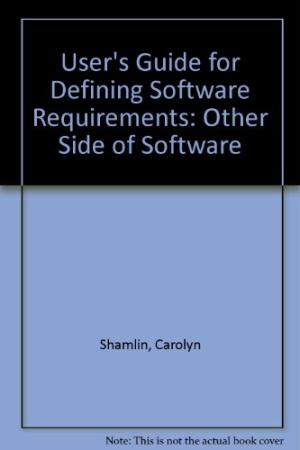 User's Guide for
Defining Software
Requirements: Other
Side of Software
Shamlin, Carolyn
Note: This is not the actual book cover